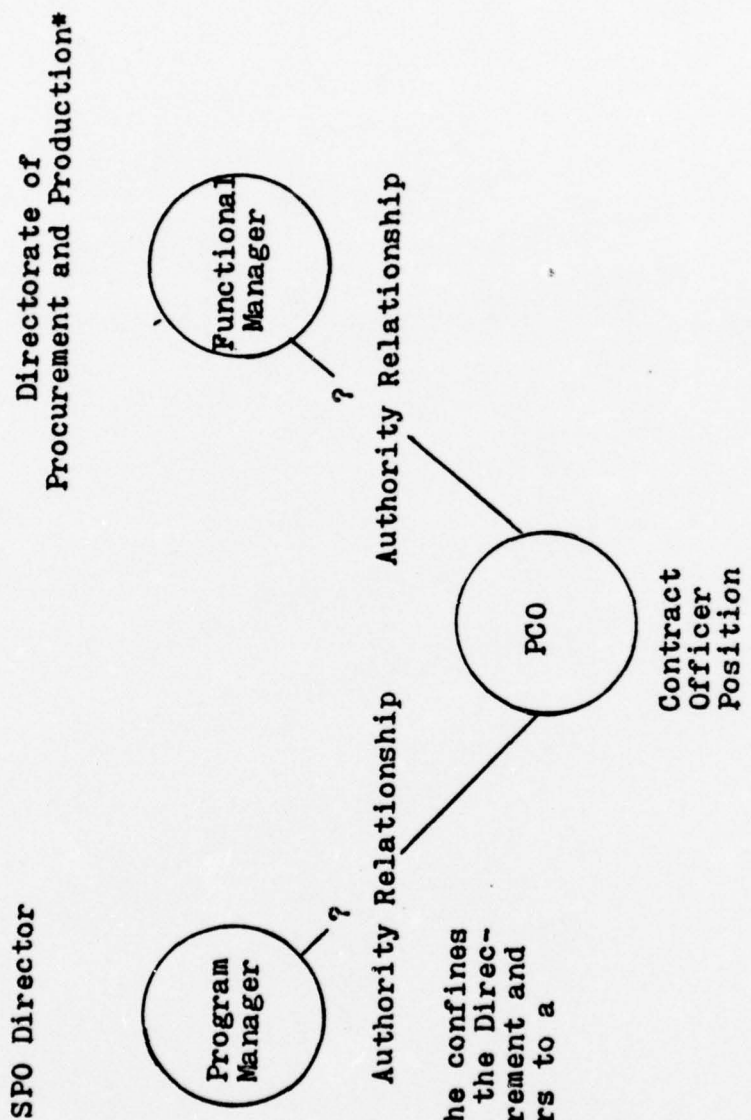 SPO Director
Directorate of
Procurement and Production*
Program
Manager
Functional
Manager
?
?
Authority Relationship
Authority Relationship
PCO
Contract
Officer
Position
he confines
the Direc-
rement and
rs to a